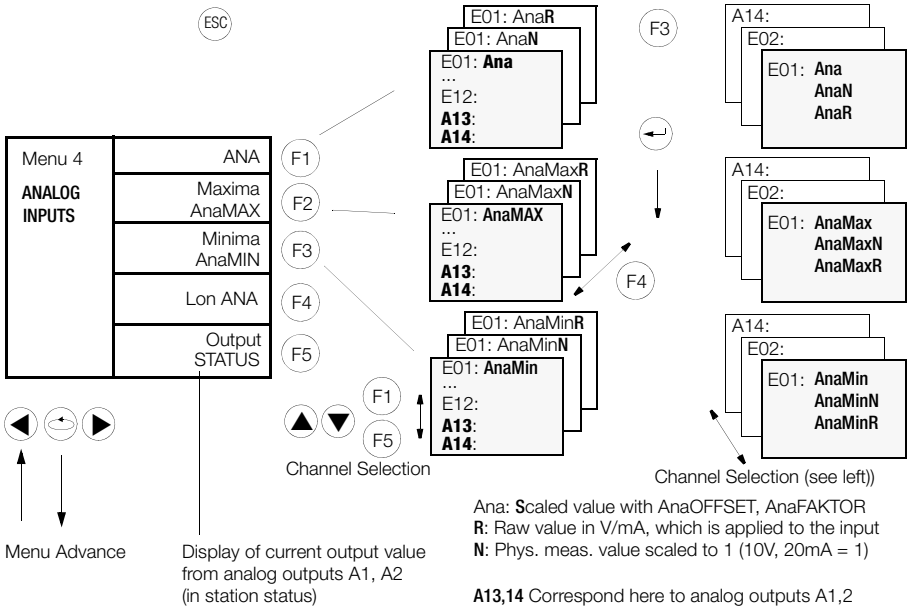 ESC
E01: AnaR
E01: AnaN
E01: Ana
...
E12:
A13:
A14:
F3
A14:
E02:
E01: Ana
AnaN
AnaR
Menu 4
ANALOG
INPUTS
ANA
F1
Maxima
AnaMAX
F2
Minima
AnaMIN
F3
Lon ANA
F4
Output
STATUS
F5
E01: AnaMaxR
E01: AnaMaxN
E01: AnaMAX
...
E12:
A13:
A14:
F4
A14:
E02:
E01: AnaMax
AnaMaxN
AnaMaxR
E01: AnaMinR
E01: AnaMinN
E01: AnaMin
...
E12:
A13:
A14:
F1
F5
Channel Selection
A14:
E02:
E01: AnaMin
AnaMinN
AnaMinR
Channel Selection (see left))
Menu Advance
Display of current output value
from analog outputs A1, A2
(in station status)
Ana: Scaled value with AnaOFFSET, AnaFAKTOR
R: Raw value in V/mA, which is applied to the input
N: Phys. meas. value scaled to 1 (10V, 20mA = 1)
A13,14 Correspond here to analog outputs A1,2